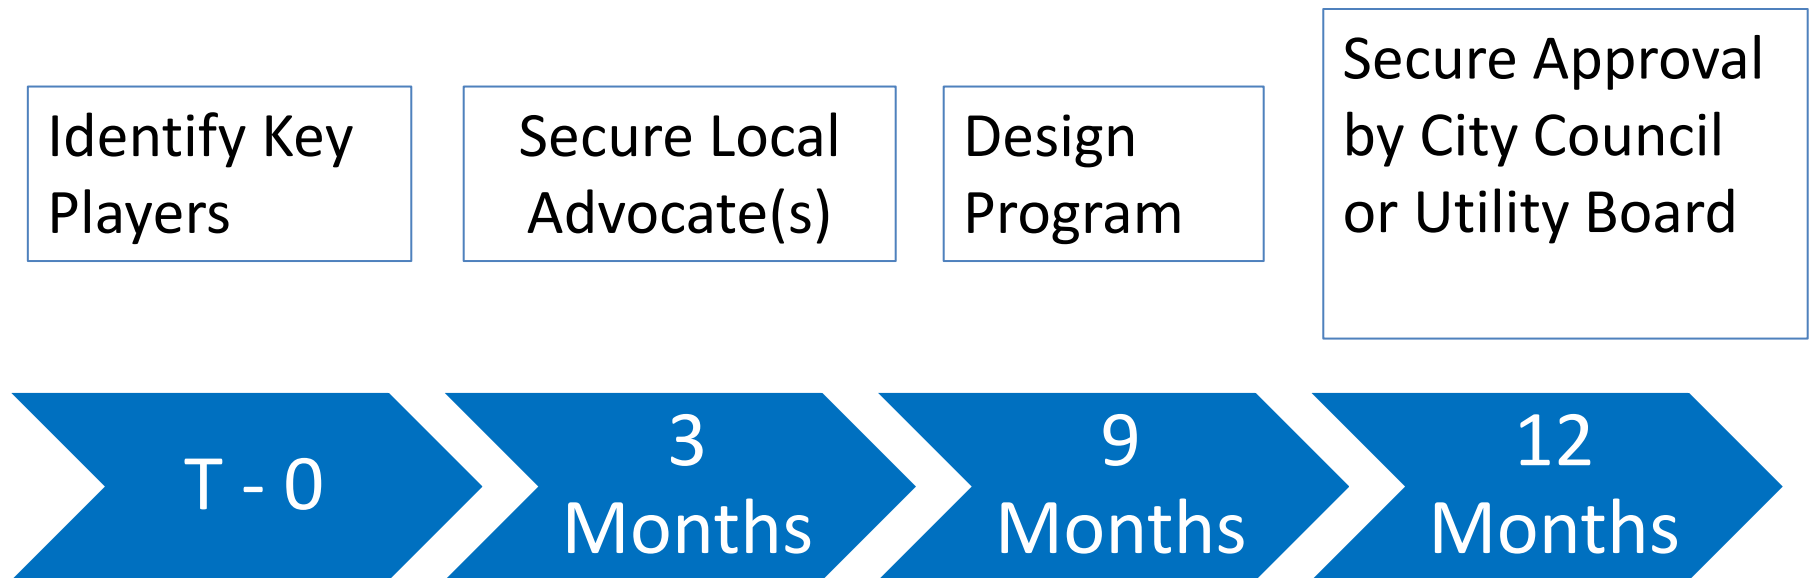 Identify Key
Players
Secure Local
Advocate(s)
Design
Program
Secure Approval
by City Council
or Utility Board
T - 0
3
Months
9
Months
12
Months